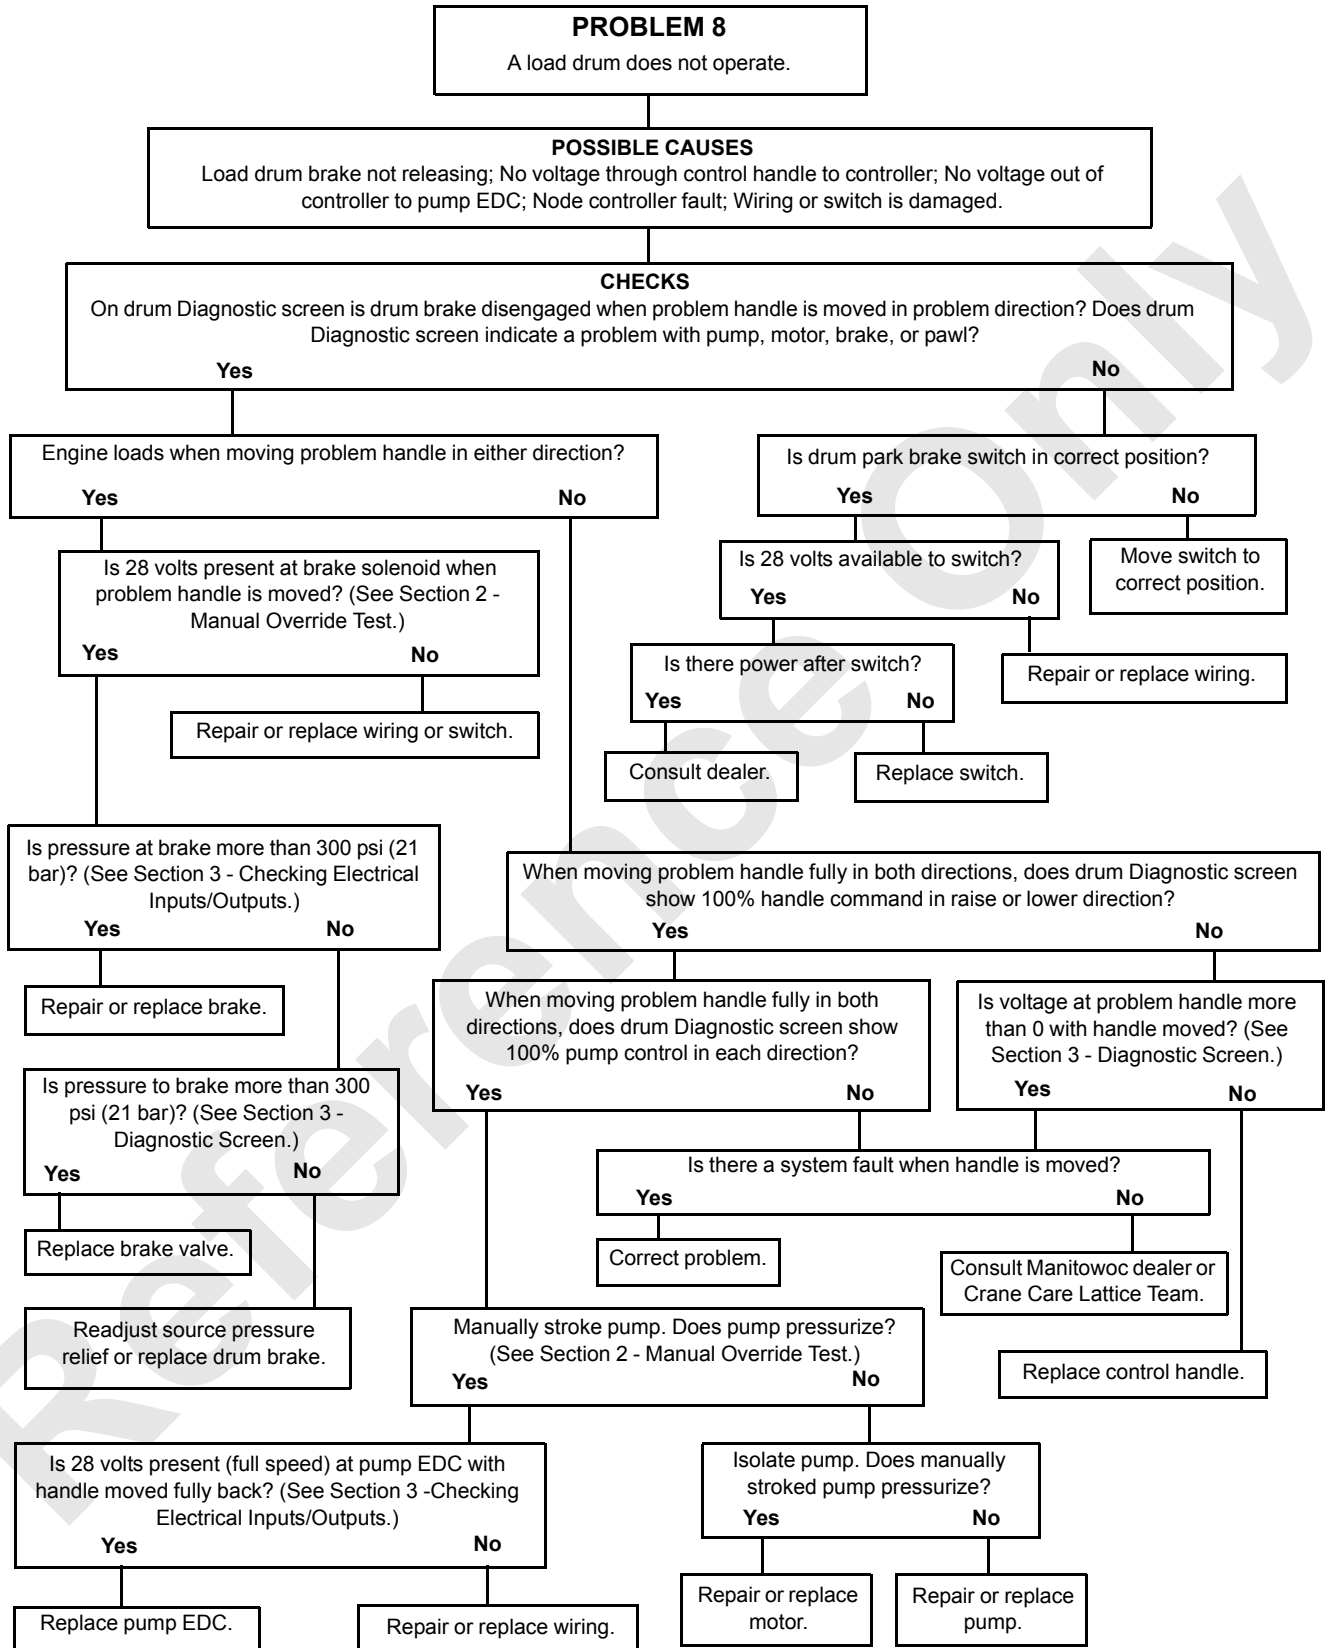 PROBLEM 8
A load drum does not operate.
POSSIBLE CAUSES
Load drum brake not releasing; No voltage through control handle to controller; No voltage out of
controller to pump EDC; Node controller fault; Wiring or switch is damaged.
CHECKS
On drum Diagnostic screen is drum brake disengaged when problem handle is moved in problem direction? Does drum
Diagnostic screen indicate a problem with pump, motor, brake, or pawl?
Yes
No
Engine loads when moving problem handle in either direction?
Yes
No
Is drum park brake switch in correct position?
Yes
No
Is 28 volts present at brake solenoid when
problem handle is moved? (See Section 2 -
Manual Override Test.)
Yes
No
Is 28 volts available to switch?
Yes
No
Move switch to
correct position.
Is there power after switch?
Yes
No
Repair or replace wiring.
Repair or replace wiring or switch.
Consult dealer.
Replace switch.
Is pressure at brake more than 300 psi (21
bar)? (See Section 3 - Checking Electrical
Inputs/Outputs.)
Yes
No
When moving problem handle fully in both directions, does drum Diagnostic screen
show 100% handle command in raise or lower direction?
Yes
No
Repair or replace brake.
When moving problem handle fully in both
directions, does drum Diagnostic screen show
100% pump control in each direction?
Yes
No
Is voltage at problem handle more
than 0 with handle moved? (See
Section 3 - Diagnostic Screen.)
Yes
No
Is pressure to brake more than 300
psi (21 bar)? (See Section 3 -
Diagnostic Screen.)
Yes
No
Is there a system fault when handle is moved?
Yes
No
Replace brake valve.
Correct problem.
Consult Manitowoc dealer or
Crane Care Lattice Team.
Readjust source pressure
relief or replace drum brake.
Manually stroke pump. Does pump pressurize?
(See Section 2 - Manual Override Test.)
Yes
No
Replace control handle.
Is 28 volts present (full speed) at pump EDC with
handle moved fully back? (See Section 3 -Checking
Electrical Inputs/Outputs.)
Yes
No
Isolate pump. Does manually
stroked pump pressurize?
Yes
No
Replace pump EDC.
Repair or replace wiring.
Repair or replace
motor.
Repair or replace
pump.
Reference Only